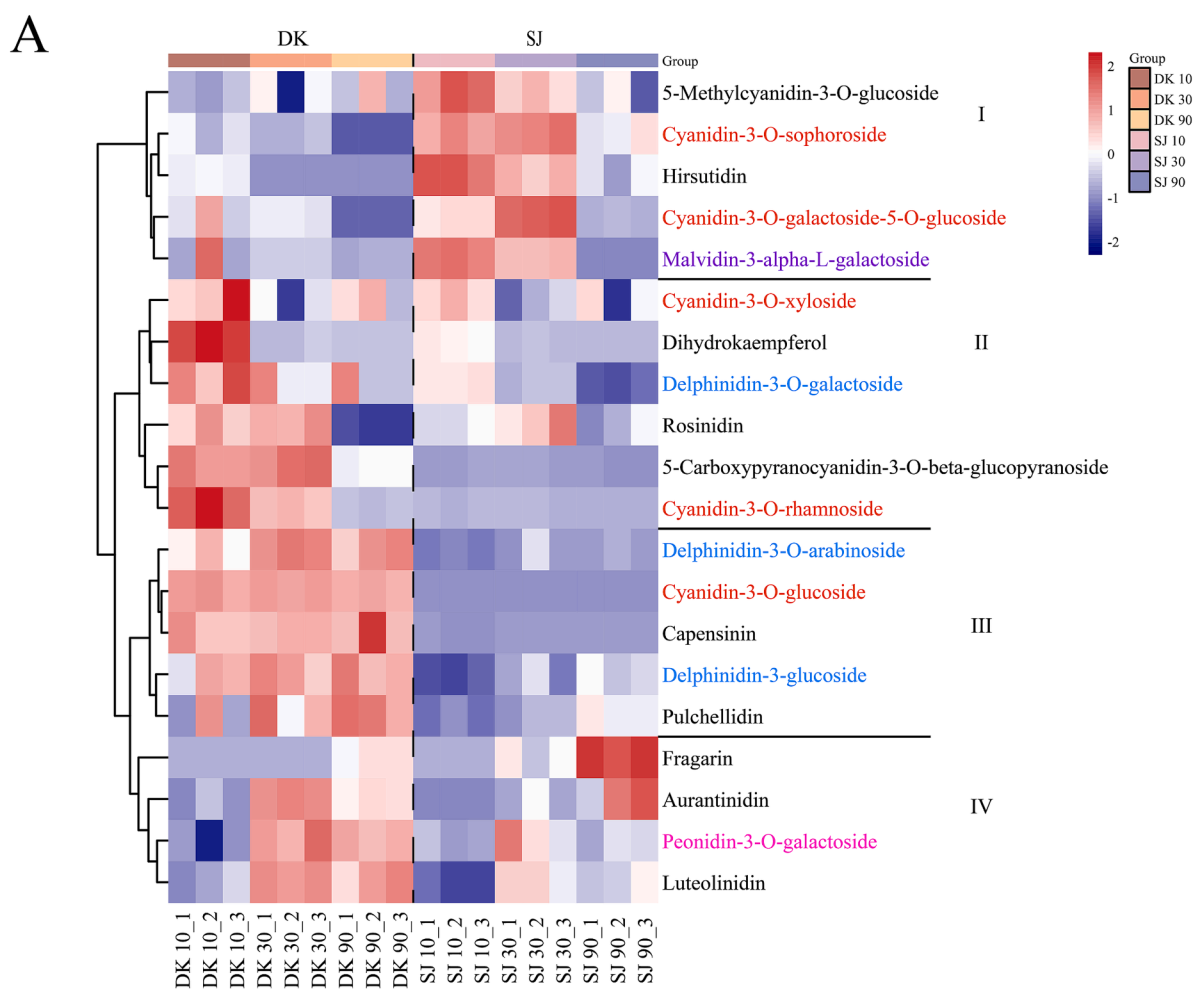 A
DK
SJ
Group
5-Methylcyanidin-3-O-glucoside
Cyanidin-3-O-sophoroside
Hirsutidin
Cyanidin-3-O-galactoside-5-O-glucoside
Malvidin-3-alpha-L-galactoside
I
Cyanidin-3-O-xyloside
Dihydrokaempferol
Delphinidin-3-O-galactoside
Rosinidin
5-Carboxypyranocyanidin-3-O-beta-glucopyranoside
Cyanidin-3-O-rhamnoside
II
Delphinidin-3-O-arabinoside
Cyanidin-3-O-glucoside
Capensinin
Delphinidin-3-glucoside
Pulchellidin
III
Fragarin
Aurantinidin
Peonidin-3-O-galactoside
Luteolinidin
IV
DK 10_1
DK 10_2
DK 10_3
DK 30_1
DK 30_2
DK 30_3
DK 90_1
DK 90_2
DK 90_3
SJ 10_1
SJ 10_2
SJ 10_3
SJ 30_1
SJ 30_2
SJ 30_3
SJ 90_1
SJ 90_2
SJ 90_3
2
1
0
-1
-2
Group
DK 10
DK 30
DK 90
SJ 10
SJ 30
SJ 90